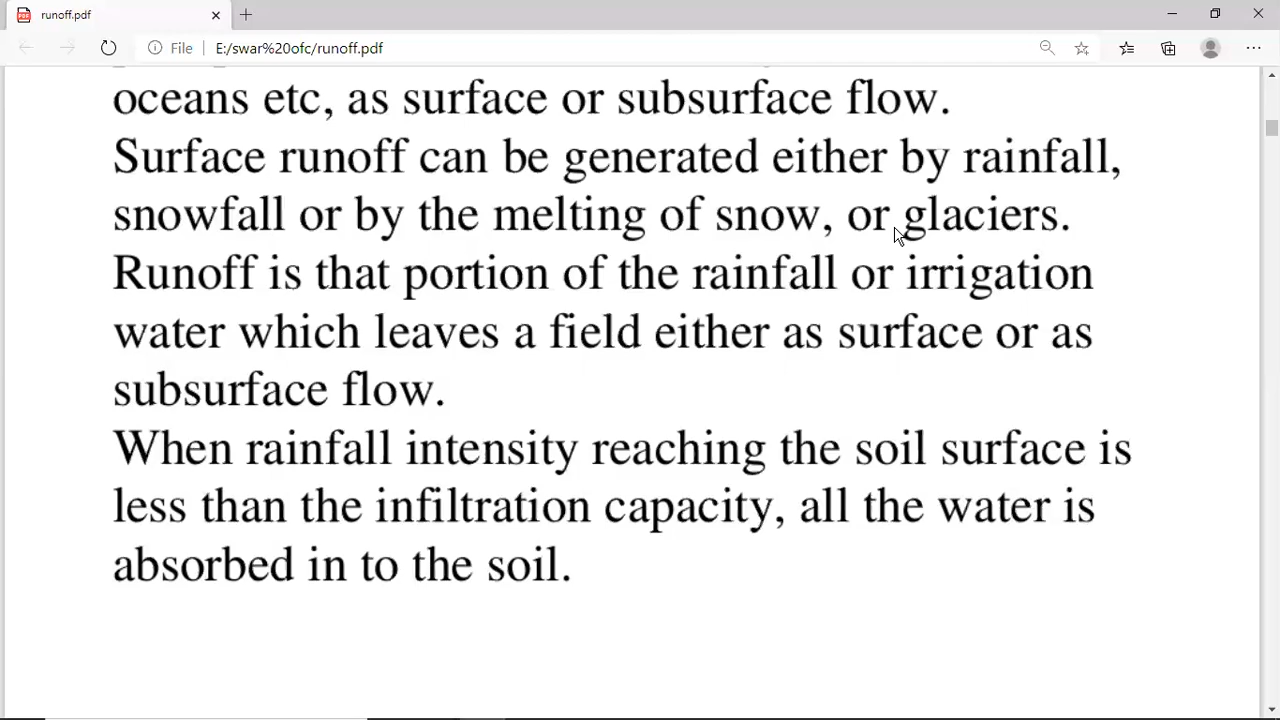 runoff.pdf
File
E:/swar%20ofc/runoff.pdf
oceans etc, as surface or subsurface flow.
Surface runoff can be generated either by rainfall,
snowfall or by the melting of snow, or glaciers.
Runoff is that portion of the rainfall or irrigation
water which leaves a field either as surface or as
subsurface flow.
When rainfall intensity reaching the soil surface is
less than the infiltration capacity, all the water is
absorbed in to the soil.